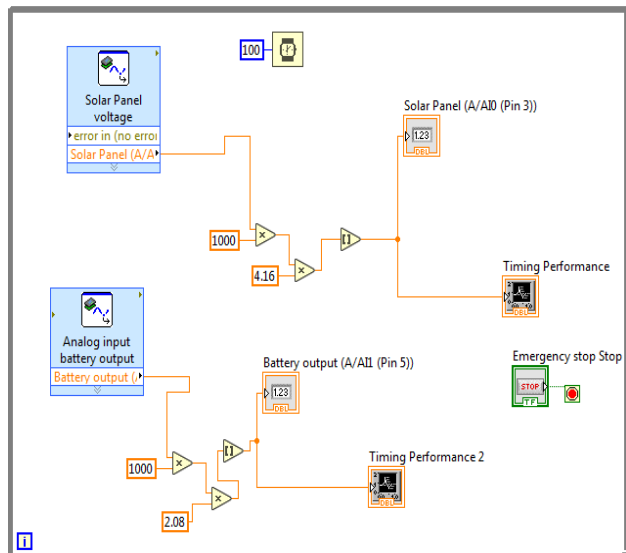 100
Solar Panel
voltage
error in (no erro
Solar Panel (A/A
Solar Panel (A/AI0 (Pin 3))
1.23
DBL
1000
4.16
Timing Performance
DBL
Analog input
battery output
Battery output (
Battery output (A/AI1 (Pin 5))
1.23
DBL
Emergency stop Stop
STOP
TF
1000
2.08
Timing Performance 2
DBL
i